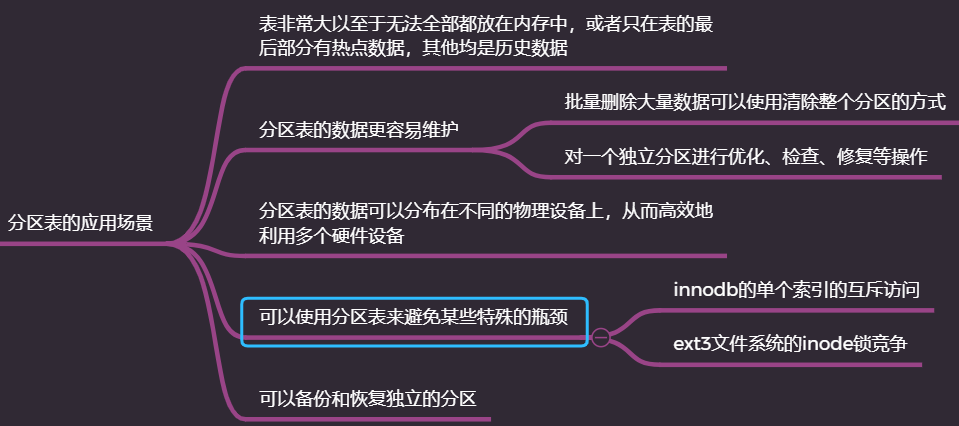 分区表的应用场景
表非常大以至于无法全部都放在内存中，或者只在表的最
后部分有热点数据，其他均是历史数据
分区表的数据更容易维护
批量删除大量数据可以使用清除整个分区的方式
对一个独立分区进行优化、检查、修复等操作
分区表的数据可以分布在不同的物理设备上，从而高效地
利用多个硬件设备
可以使用分区表来避免某些特殊的瓶颈
innodb的单个索引的互斥访问
ext3文件系统的inode锁竞争
可以备份和恢复独立的分区